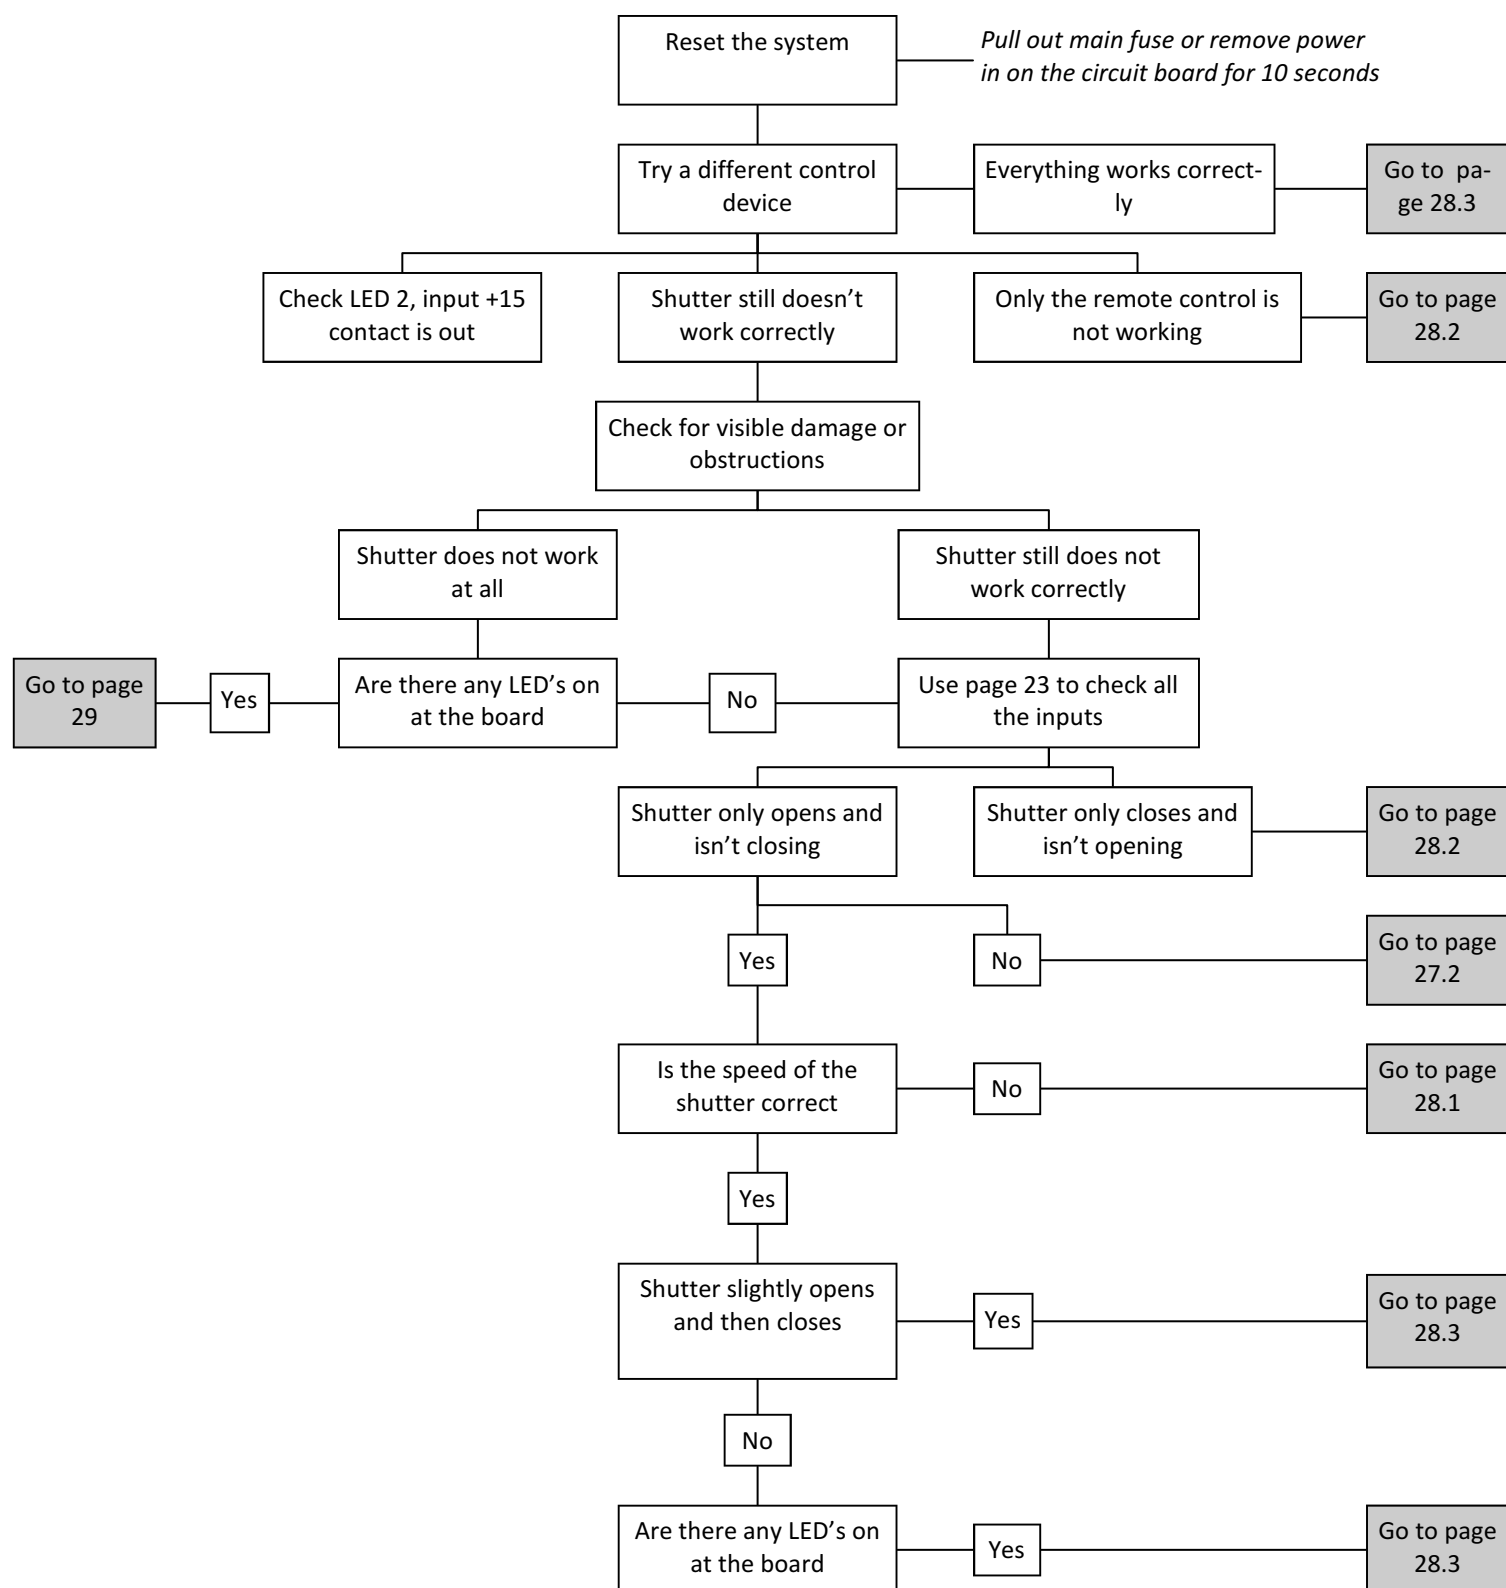 Reset the system
Pull out main fuse or remove power
in on the circuit board for 10 seconds
Try a different control
device
Everything works correct-
ly
Go to  pa-
ge 28.3
Check LED 2, input +15
contact is out
Shutter still doesn’t
work correctly
Only the remote control is
not working
Go to page
28.2
Check for visible damage or
obstructions
Shutter does not work
at all
Shutter still does not
work correctly
Go to page
29
Yes
Are there any LED’s on
at the board
No
Use page 23 to check all
the inputs
Shutter only opens and
isn’t closing
Shutter only closes and
isn’t opening
Go to page
28.2
Yes
No
Go to page
27.2
Is the speed of the
shutter correct
No
Go to page
28.1
Yes
Shutter slightly opens
and then closes
Yes
Go to page
28.3
No
Are there any LED’s on
at the board
Yes
Go to page
28.3